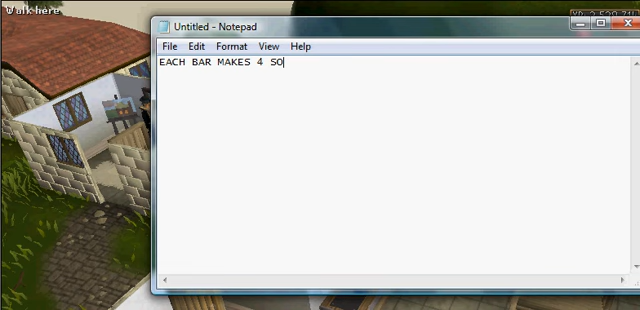 Walk here
Untitled - Notepad
File Edit Format View Help
EACH BAR MAKES 4 SO